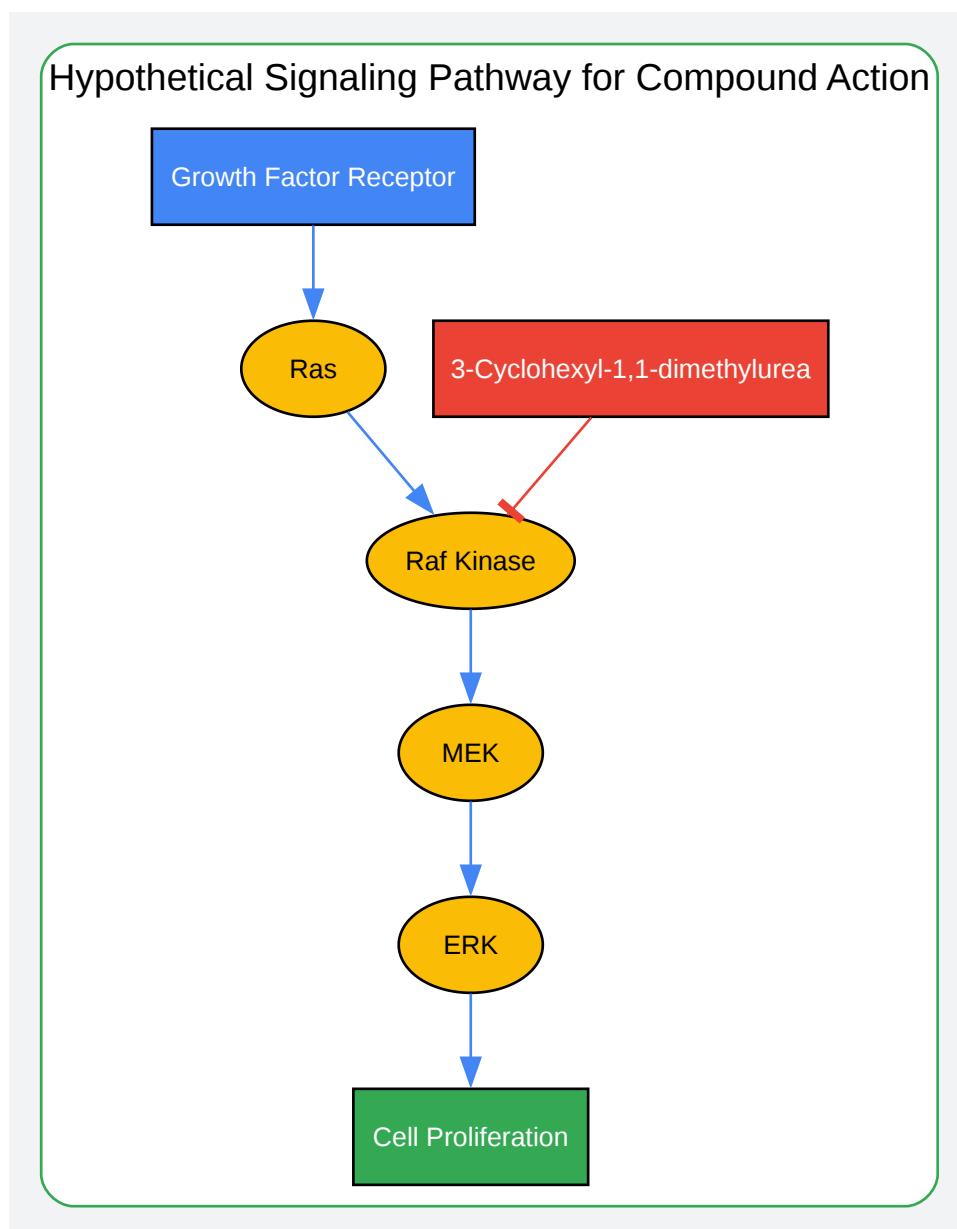 Hypothetical Signaling Pathway for Compound Action
Growth Factor Receptor
Ras
3-Cyclohexyl-1,1-dimethylurea
Raf Kinase
MEK
ERK
Cell Proliferation